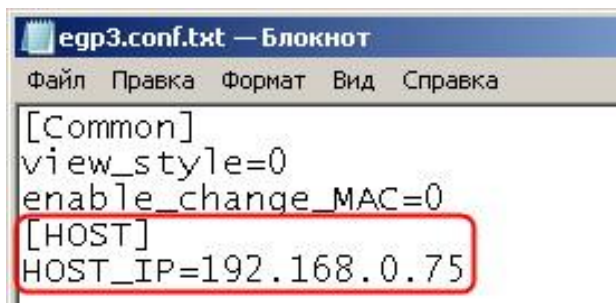 egp3.conf.txt — Блокнот
Файл Правка Формат Вид Справка
[Common]
view_style=0
enable_change_MAC=0
[HOST]
HOST_IP=192.168.0.75